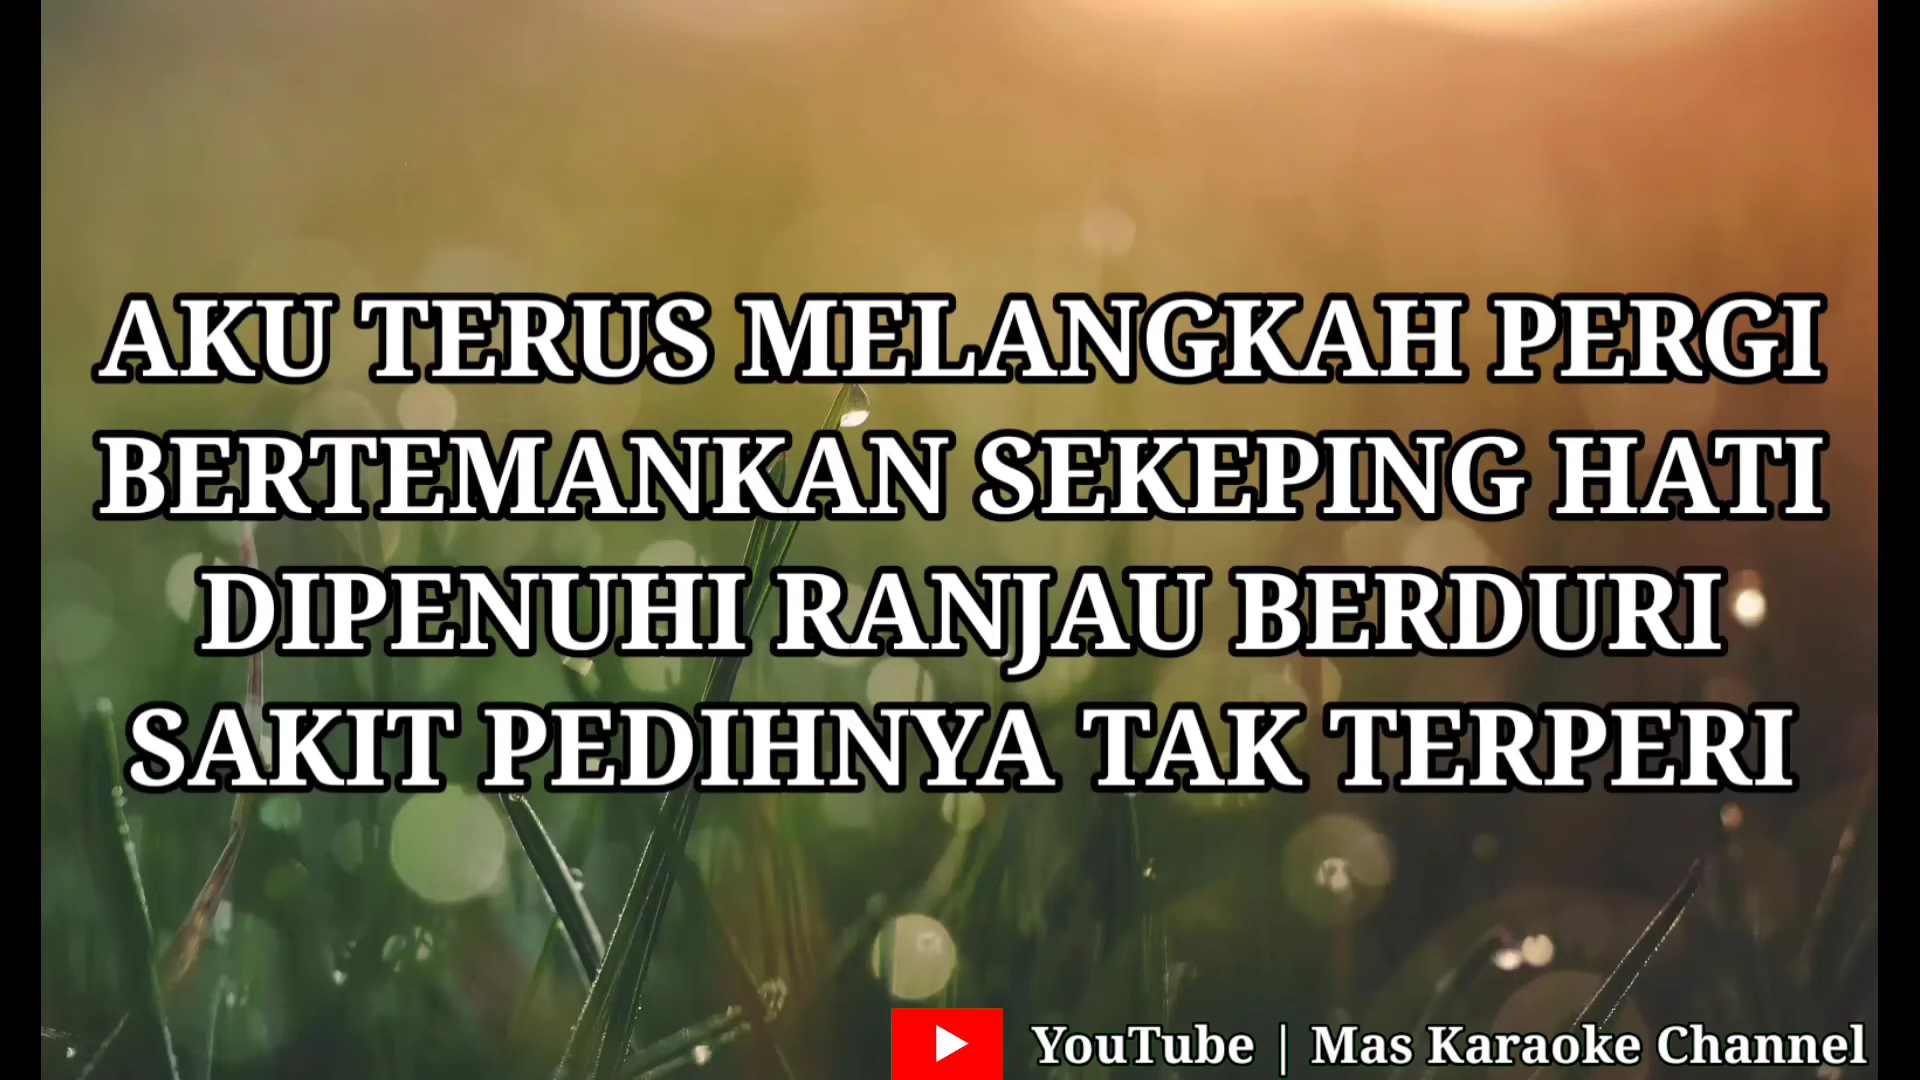 AKU TERUS MELANGKAH PERGI
BERTEMANKAN SEKEPING HATI
DIPENUHI RANJAU BERDURI
SAKIT PEDIHNYA TAK TERPERI
YouTube | Mas Karaoke Channel